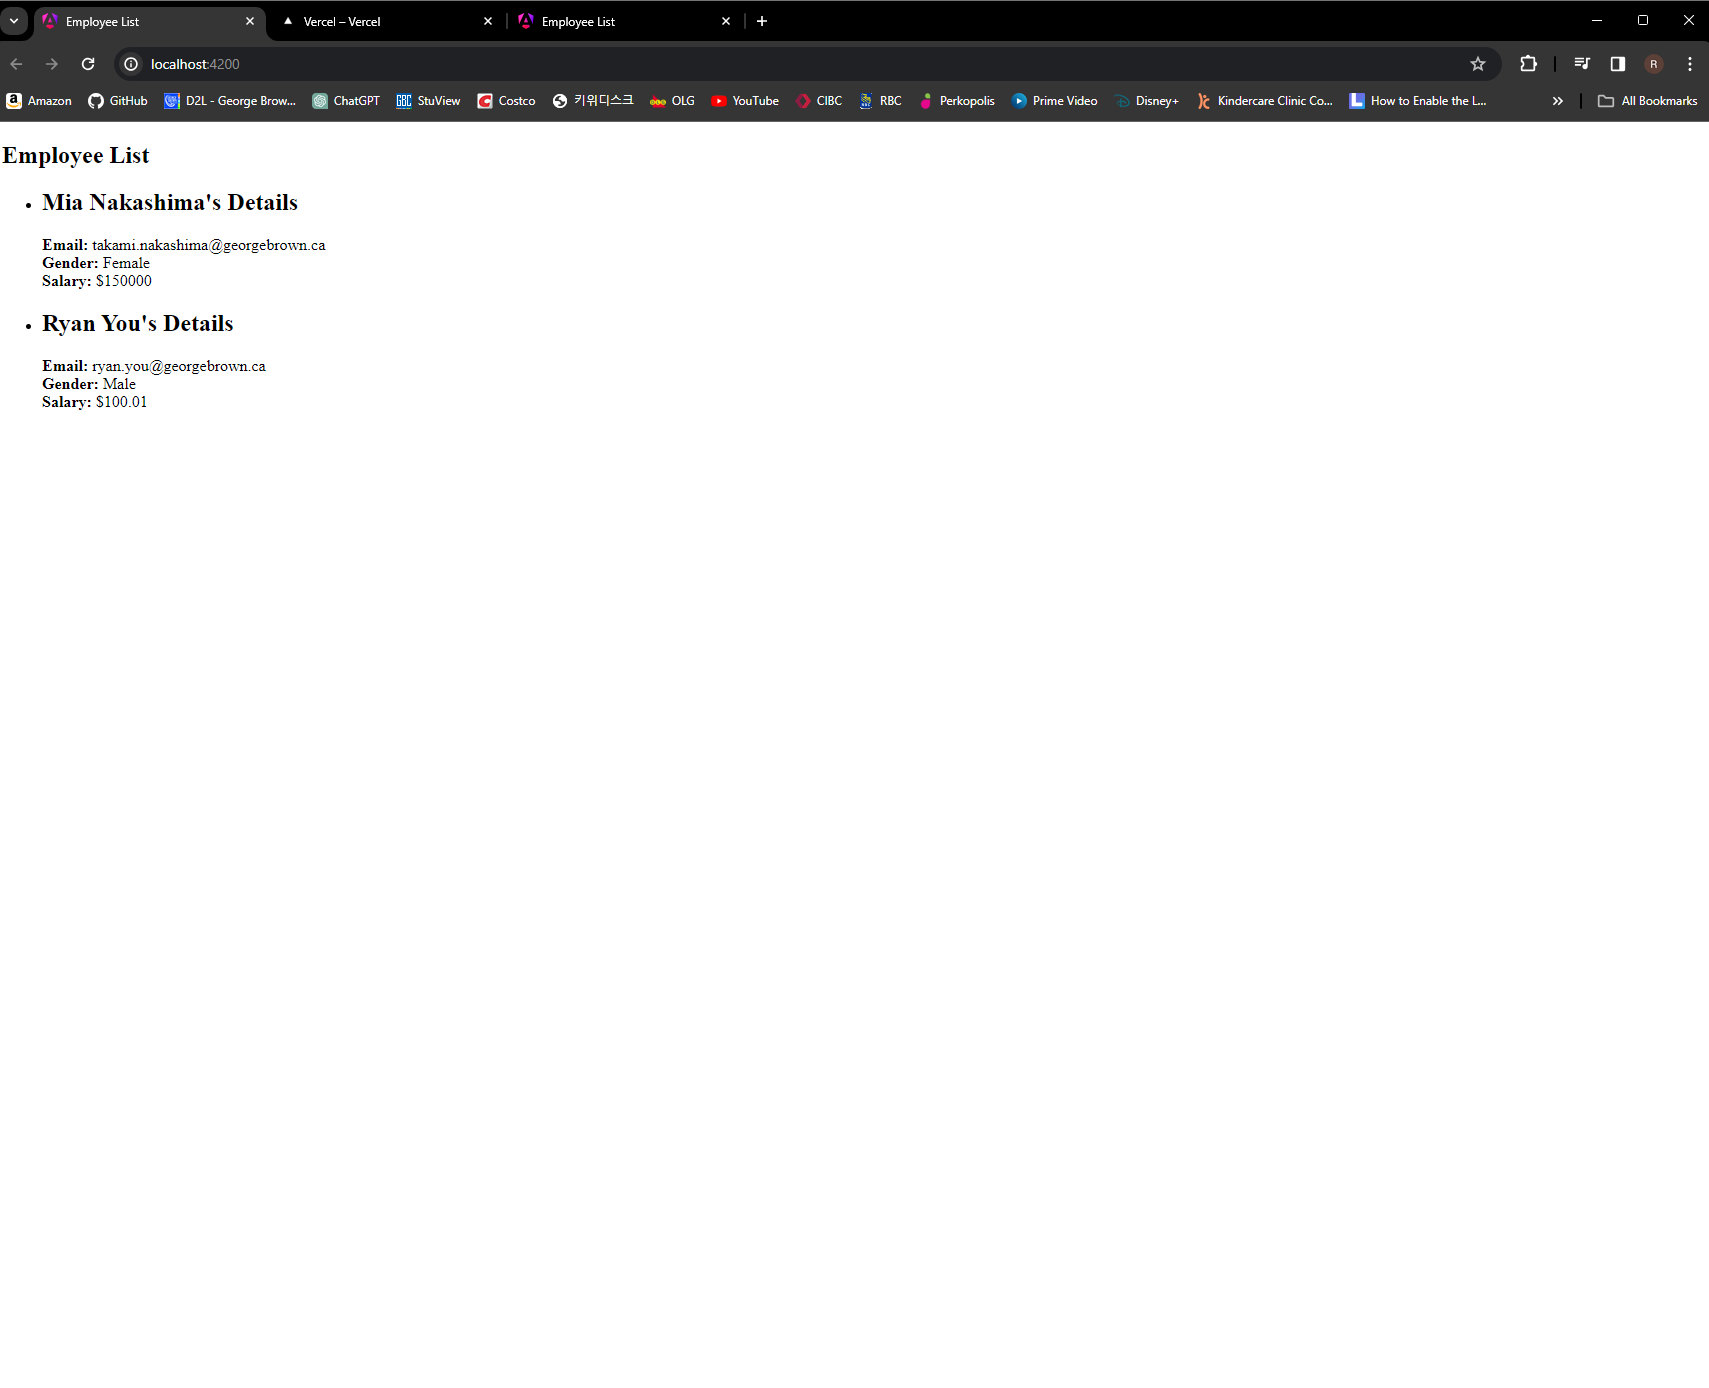 Employee List
Vercel – Vercel
Employee List
localhost:4200
R
Amazon
GitHub
D2L - George Brow...
ChatGPT
GBC
StuView
Costco
키위디스크
OLG
YouTube
CIBC
RBC
Perkopolis
Prime Video
Disney+
Kindercare Clinic Co...
L
How to Enable the L...
All Bookmarks
Employee List
Mia Nakashima's Details
Email: takami.nakashima@georgebrown.ca
Gender: Female
Salary: $150000
Ryan You's Details
Email: ryan.you@georgebrown.ca
Gender: Male
Salary: $100.01